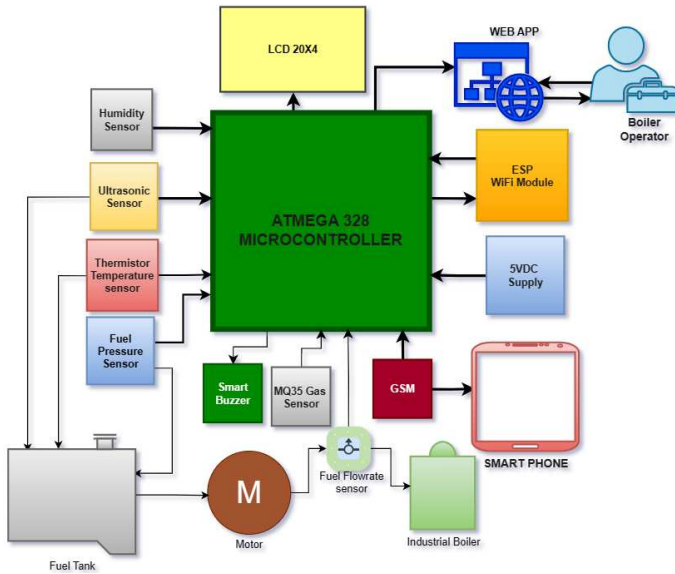 LCD 20X4
WEB APP
Boiler
Operator
Humidity
Sensor
ESP
WiFi Module
Ultrasonic
Sensor
ATMEGA 328
MICROCONTROLLER
Thermistor
Temperature
sensor
5VDC
Supply
Fuel
Pressure
Sensor
Smart
Buzzer
MQ35 Gas
Sensor
GSM
SMART PHONE
M
Fuel Flowrate
sensor
Motor
Industrial Boiler
Fuel Tank